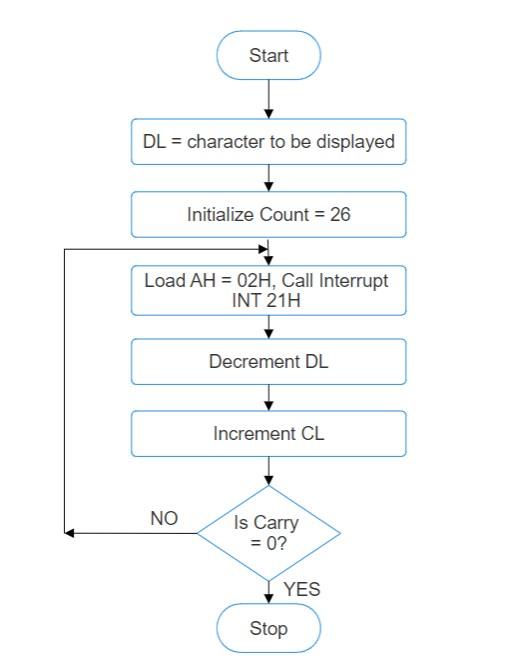 Start
DL = character to be displayed
Initialize Count = 26
Load AH = 02H, Call Interrupt
INT 21H
Decrement DL
Increment CL
Is Carry
= 0?
NO
YES
Stop